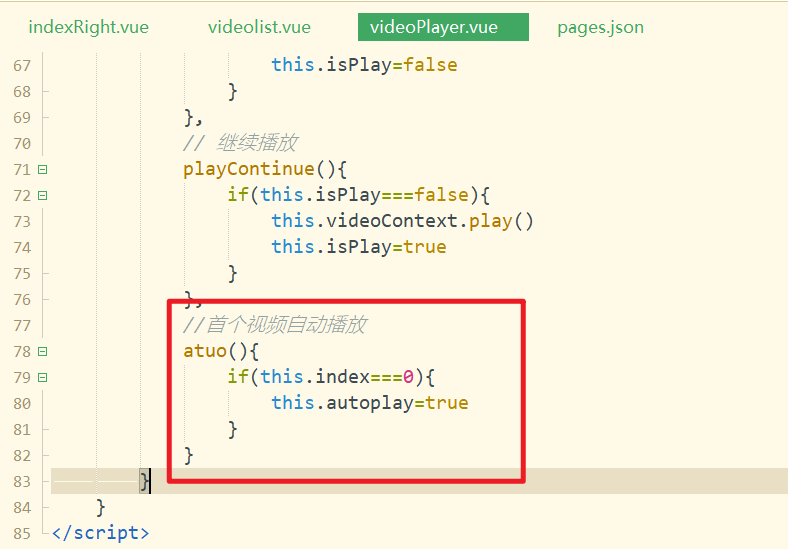 indexRight.vue videolist.vue videoPlayer.vue pages.json
67 this.isPlay=false
68 }
69 },
70 // 继续播放
71 playContinue(){
72 if(this.isPlay===false){
73 this.videoContext.play()
74 this.isPlay=true
75 }
76 },
77 //首个视频自动播放
78 atuo(){
79 if(this.index===0){
80 this.autoplay=true
81 }
82 }
83 }
84 }
85 </script>